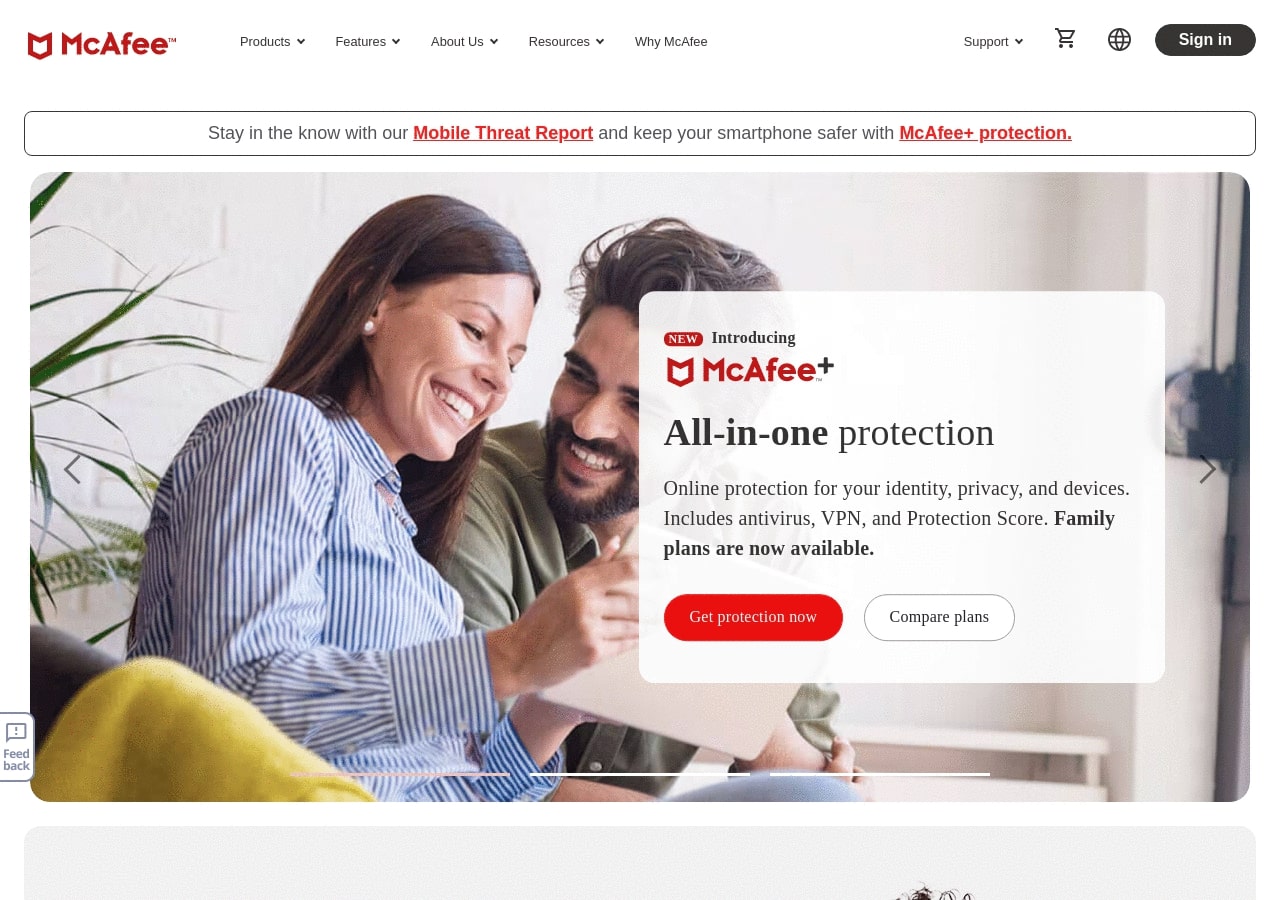 McAfee™
Products Features About Us Resources Why McAfee Support Sign in
Stay in the know with our Mobile Threat Report and keep your smartphone safer with McAfee+ protection.
NEW Introducing
McAfee+™
All-in-one protection
Online protection for your identity, privacy, and devices.
Includes antivirus, VPN, and Protection Score. Family
plans are now available.
Get protection now Compare plans
Feed
back